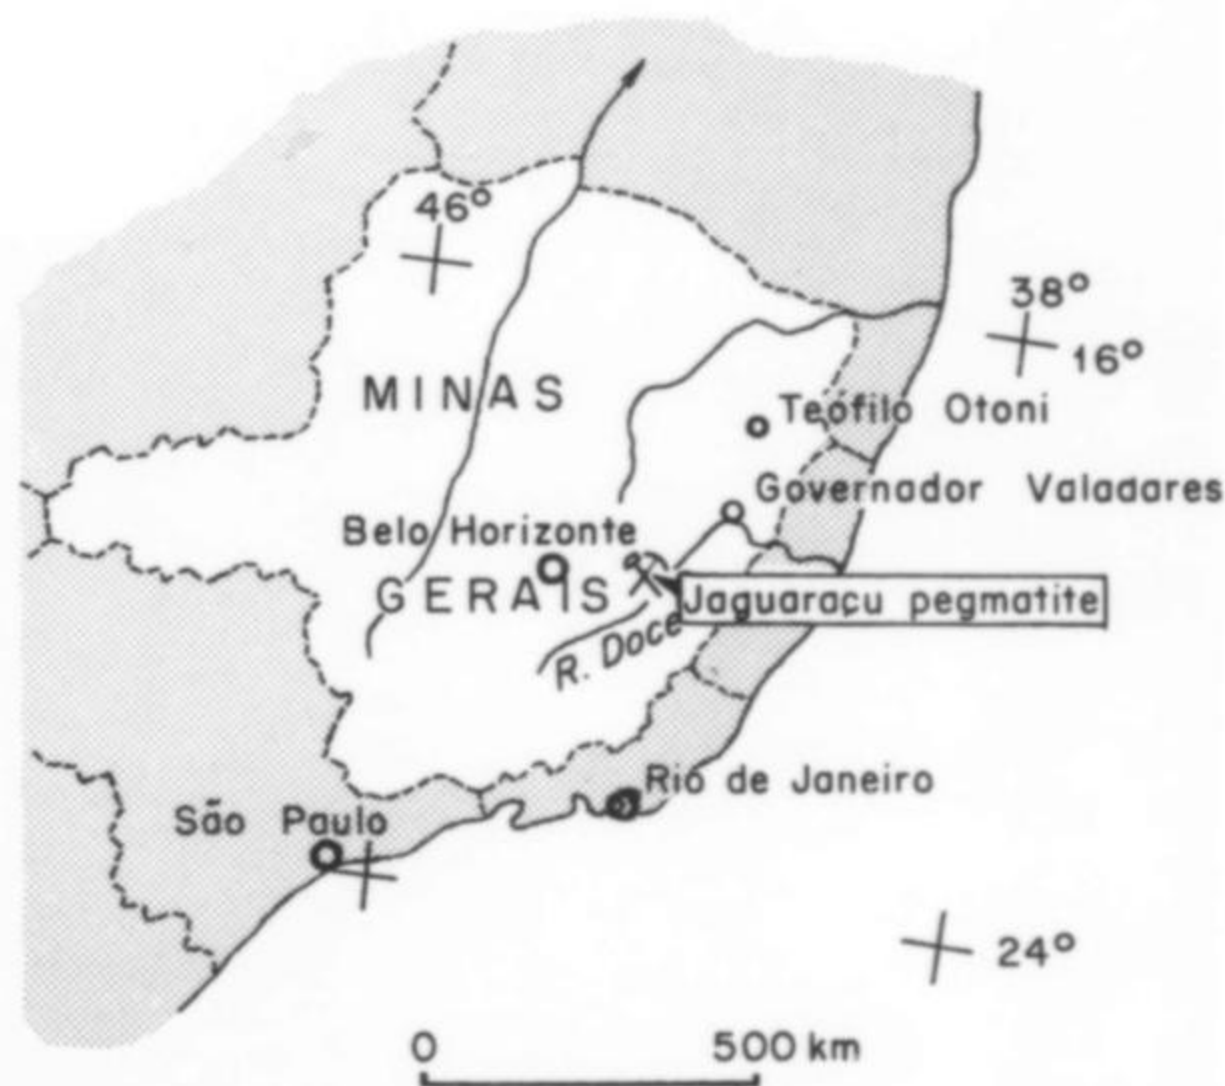 46°
38°
16°
MINAS
Teófilo Otoni
Governador Valadares
Belo Horizonte
GERAIS
Jaguaraçu pegmatite
R. Doce
Rio de Janeiro
São Paulo
24°
0 500 km